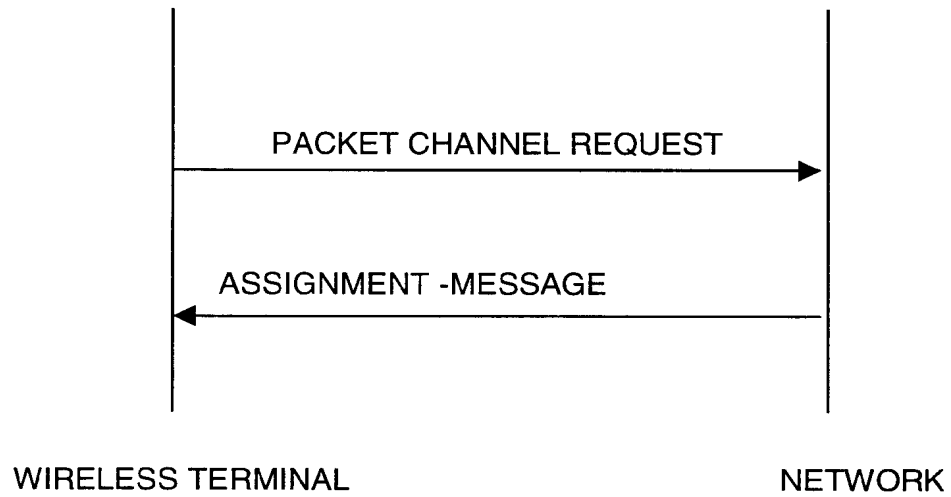 PACKET CHANNEL REQUEST
ASSIGNMENT -MESSAGE
WIRELESS TERMINAL
NETWORK